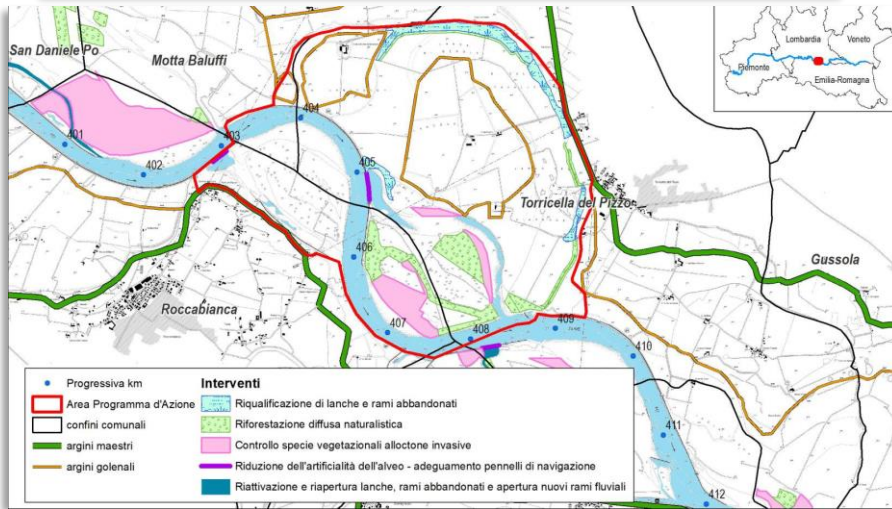 San Daniele Po
Motta Baluffi
Lombardia
Veneto
Piemonte
Emilia-Romagna
401
402
403
404
405
406
407
408
409
410
411
412
Torricella del Pizzo
Gussola
Roccabianca
Progressiva km
Area Programma d'Azione
confini comunali
argini maestri
argini golenali
Interventi
Riqualificazione di lanche e rami abbandonati
Riforestazione diffusa naturalistica
Controllo specie vegetazionali alloctone invasive
Riduzione dell'artificialità dell'alveo - adeguamento pennelli di navigazione
Riattivazione e riapertura lanche, rami abbandonati e apertura nuovi rami fluviali